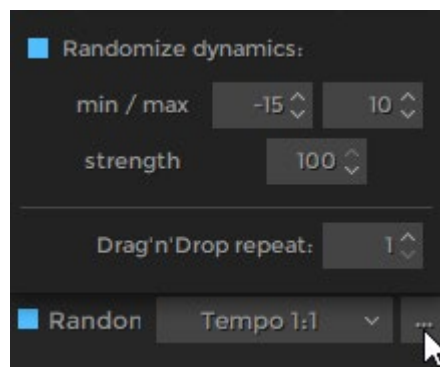 Randomize dynamics:
min / max -15 10
strength 100
Drag'n'Drop repeat: 1
Randon Tempo 1:1 ...